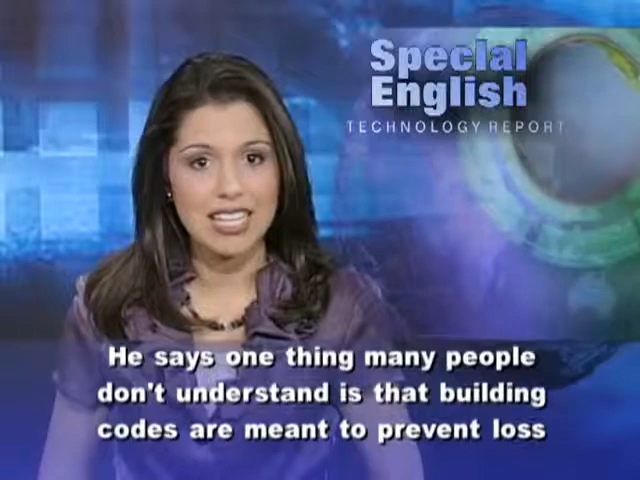 Special
English
TECHNOLOGY REPORT
He says one thing many people
don't understand is that building
codes are meant to prevent loss